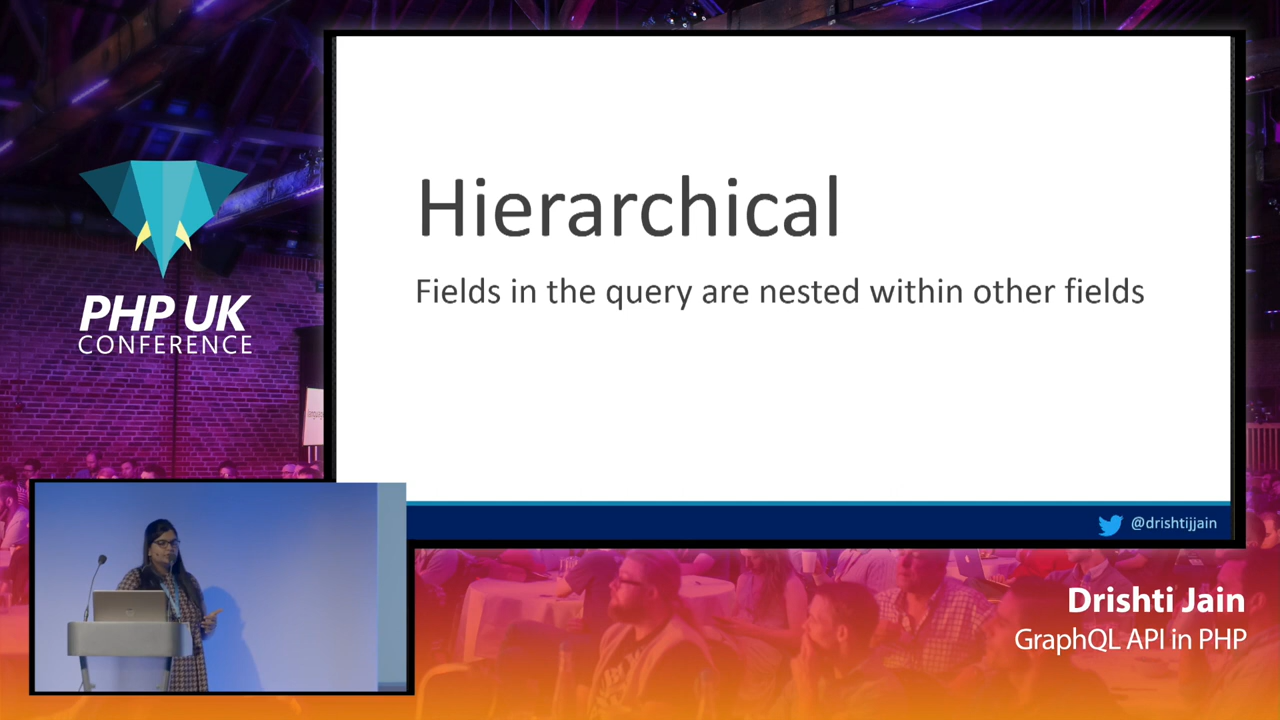 Hierarchical
Fields in the query are nested within other fields
@drishtijjain
PHP UK
CONFERENCE
Drishti Jain
GraphQL API in PHP